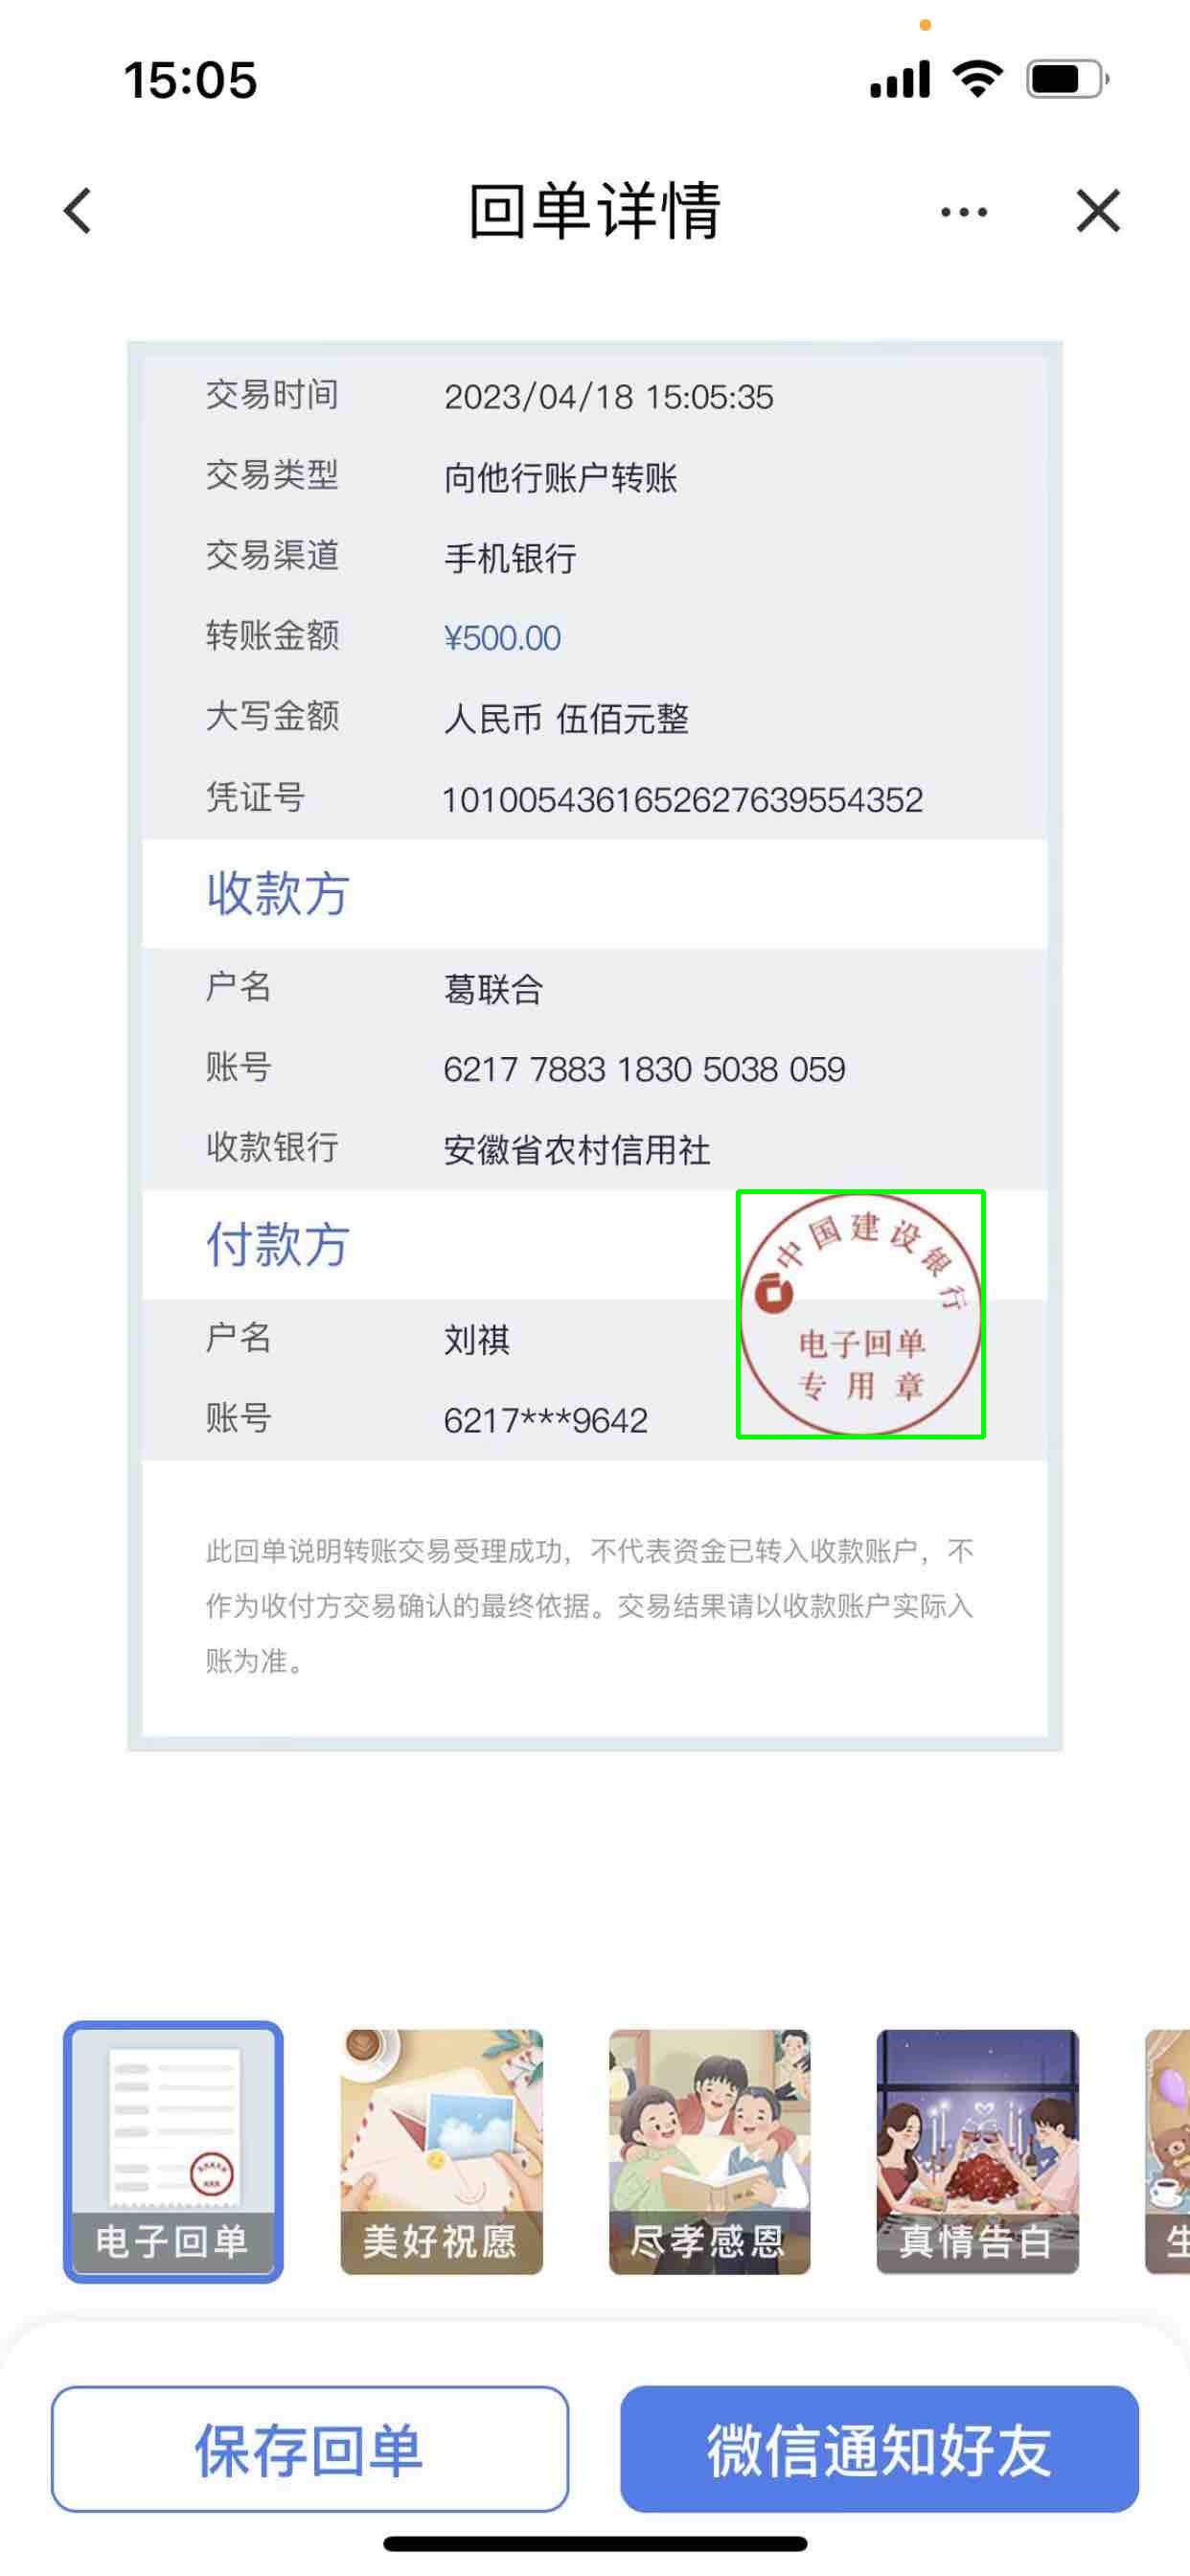 15:05
回单详情
交易时间 2023/04/18 15:05:35
交易类型 向他行账户转账
交易渠道 手机银行
转账金额 ¥500.00
大写金额 人民币 伍佰元整
凭证号 1010054361652627639554352
收款方
户名 葛联合
账号 6217 7883 1830 5038 059
收款银行 安徽省农村信用社
付款方
中国建设银行
电子回单
专用章
户名 刘祺
账号 6217***9642
此回单说明转账交易受理成功，不代表资金已转入收款账户，不
作为收付方交易确认的最终依据。交易结果请以收款账户实际入
账为准。
电子回单 美好祝愿 尽孝感恩 真情告白 生
保存回单 微信通知好友